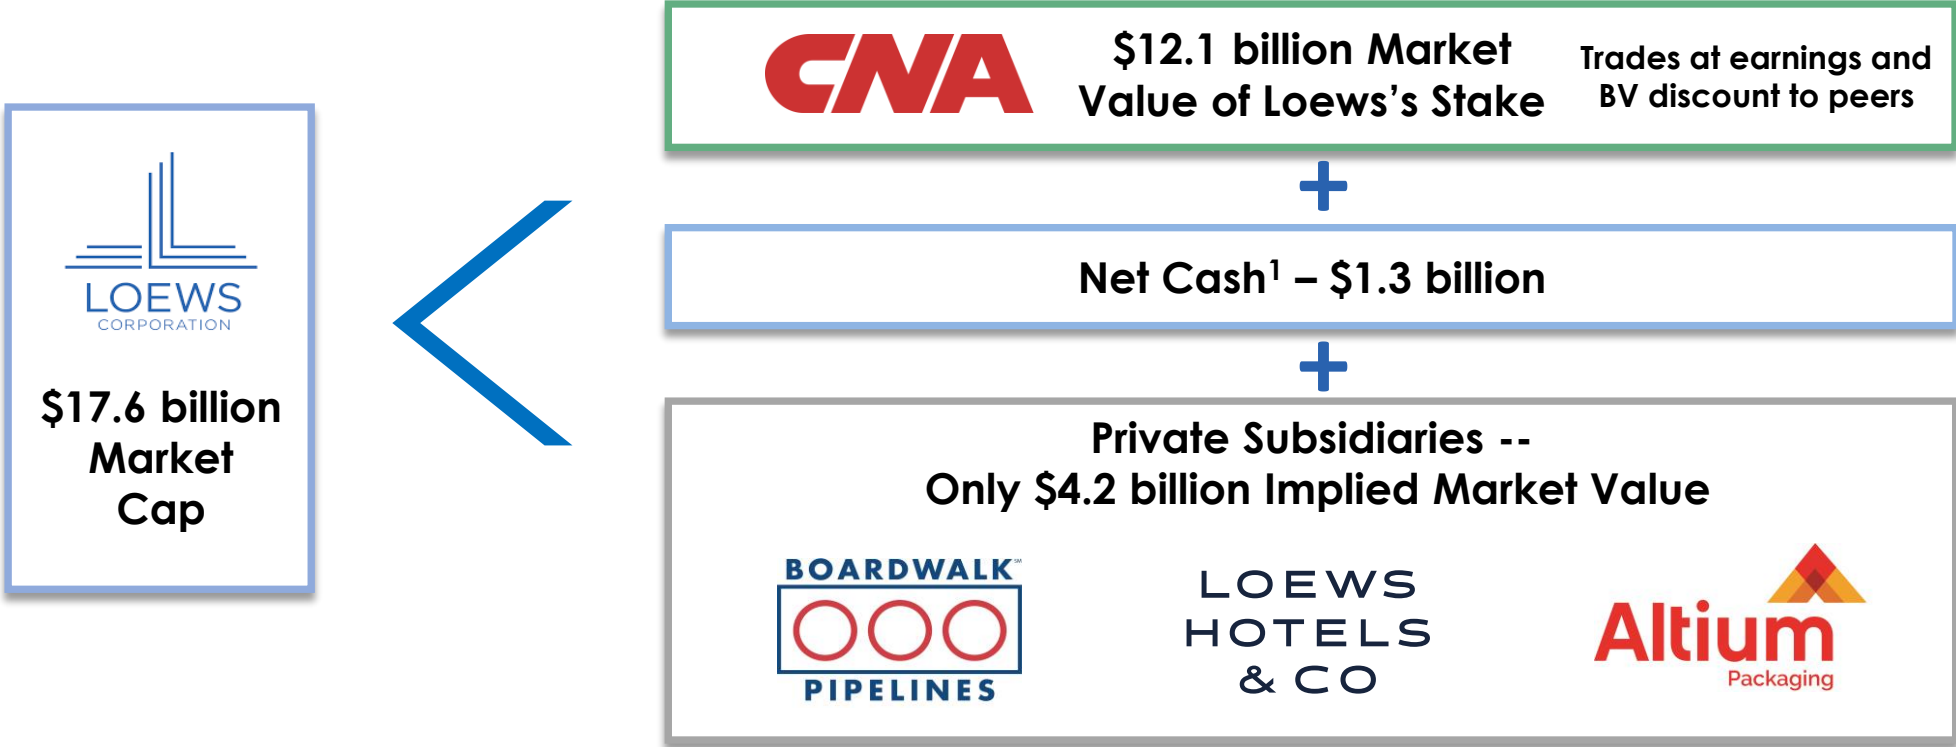 LOEWS
CORPORATION
$17.6 billion
Market
Cap
CNA
$12.1 billion Market
Value of Loews's Stake
Trades at earnings and
BV discount to peers
+
Net Cash¹ – $1.3 billion
+
Private Subsidiaries --
Only $4.2 billion Implied Market Value
BOARDWALK℠
PIPELINES
LOEWS
HOTELS
& CO
Altium
Packaging